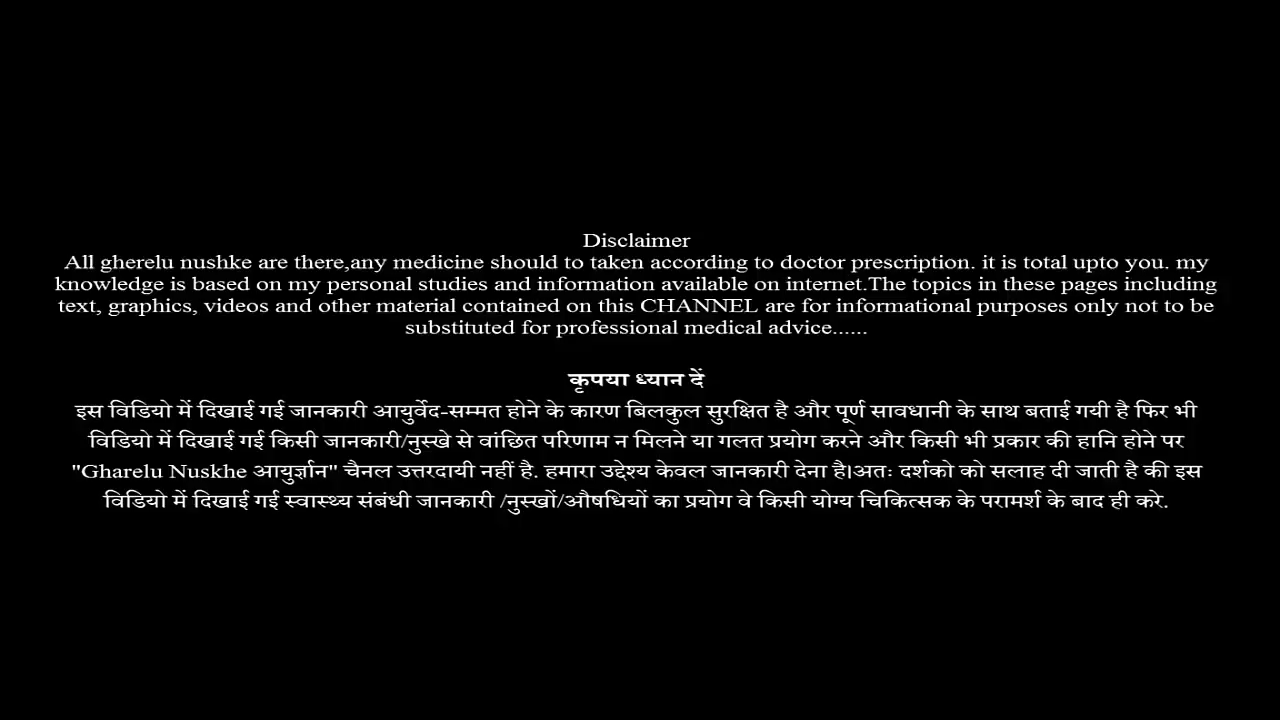 Disclaimer
All gherelu nushke are there,any medicine should to taken according to doctor prescription. it is total upto you. my
knowledge is based on my personal studies and information available on internet.The topics in these pages including
text, graphics, videos and other material contained on this CHANNEL are for informational purposes only not to be
substituted for professional medical advice......
कृपया ध्यान दें
इस विडियो में दिखाई गई जानकारी आयुर्वेद-सम्मत होने के कारण बिलकुल सुरक्षित है और पूर्ण सावधानी के साथ बताई गयी है फिर भी
विडियो में दिखाई गई किसी जानकारी/नुस्खे से वांछित परिणाम न मिलने या गलत प्रयोग करने और किसी भी प्रकार की हानि होने पर
"Gharelu Nuskhe आयुर्ज्ञान" चैनल उत्तरदायी नहीं है. हमारा उद्देश्य केवल जानकारी देना है।अतः दर्शको को सलाह दी जाती है की इस
विडियो में दिखाई गई स्वास्थ्य संबंधी जानकारी /नुस्खों/औषधियों का प्रयोग वे किसी योग्य चिकित्सक के परामर्श के बाद ही करे.